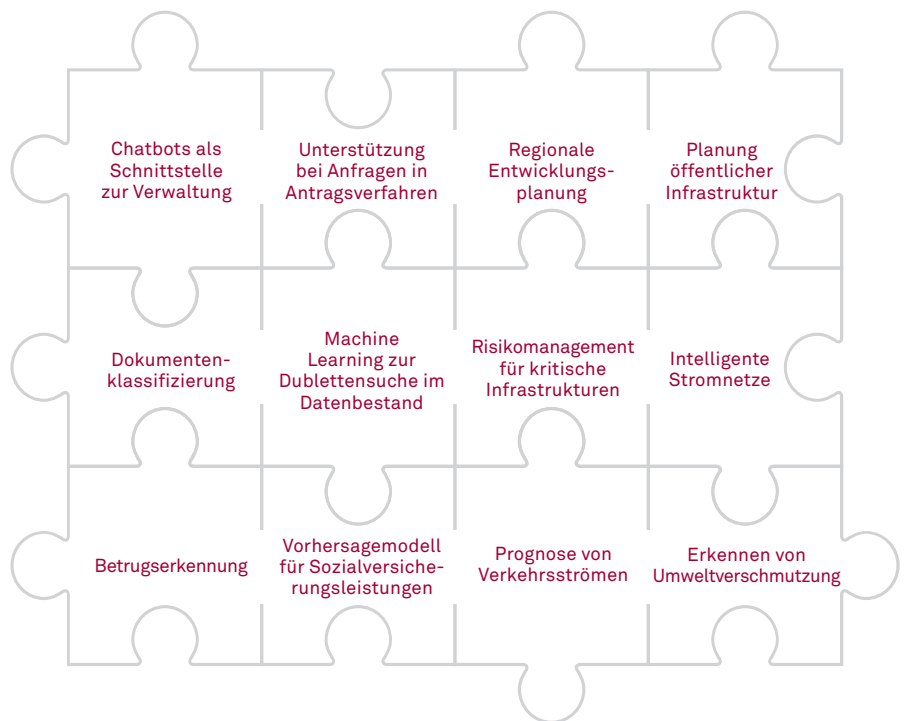 Chatbots als
Schnittstelle
zur Verwaltung
Unterstützung
bei Anfragen in
Antragsverfahren
Regionale
Entwicklungs-
planung
Planung
öffentlicher
Infrastruktur
Dokumenten-
klassifizierung
Machine
Learning zur
Dublettensuche im
Datenbestand
Risikomanagement
für kritische
Infrastrukturen
Intelligente
Stromnetze
Betrugserkennung
Vorhersagemodell
für Sozialversiche-
rungsleistungen
Prognose von
Verkehrsströmen
Erkennen von
Umweltverschmutzung